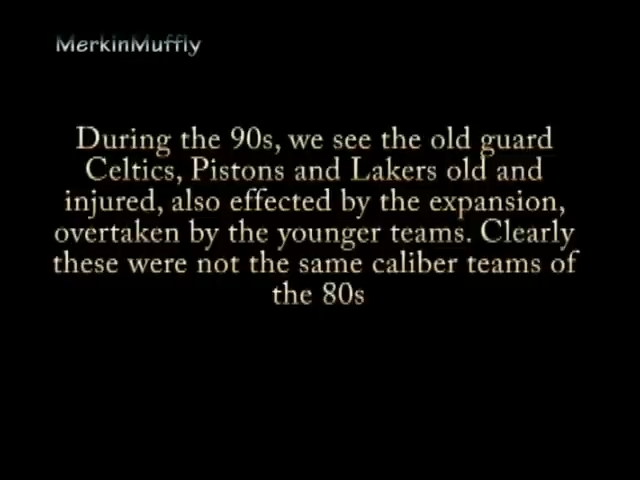 MerkinMuffly
During the 90s, we see the old guard
Celtics, Pistons and Lakers old and
injured, also effected by the expansion,
overtaken by the younger teams. Clearly
these were not the same caliber teams of
the 80s